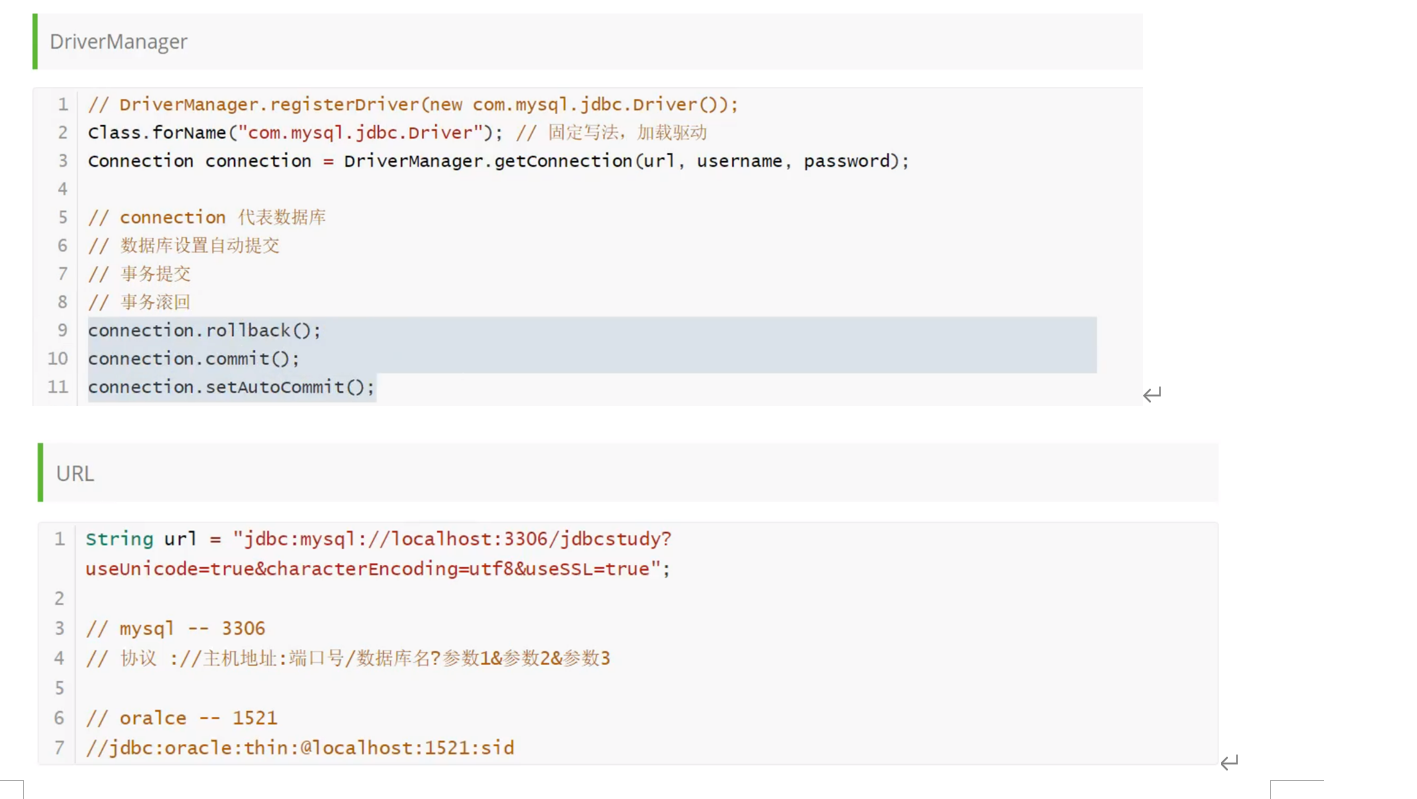 DriverManager
1 // DriverManager.registerDriver(new com.mysql.jdbc.Driver());
2 Class.forName("com.mysql.jdbc.Driver"); // 固定写法，加载驱动
3 Connection connection = DriverManager.getConnection(url, username, password);
4
5 // connection 代表数据库
6 // 数据库设置自动提交
7 // 事务提交
8 // 事务滚回
9 connection.rollback();
10 connection.commit();
11 connection.setAutoCommit();
URL
1 String url = "jdbc:mysql://localhost:3306/jdbcstudy?
useUnicode=true&characterEncoding=utf8&useSSL=true";
2
3 // mysql -- 3306
4 // 协议 ://主机地址:端口号/数据库名?参数1&参数2&参数3
5
6 // oralce -- 1521
7 //jdbc:oracle:thin:@localhost:1521:sid